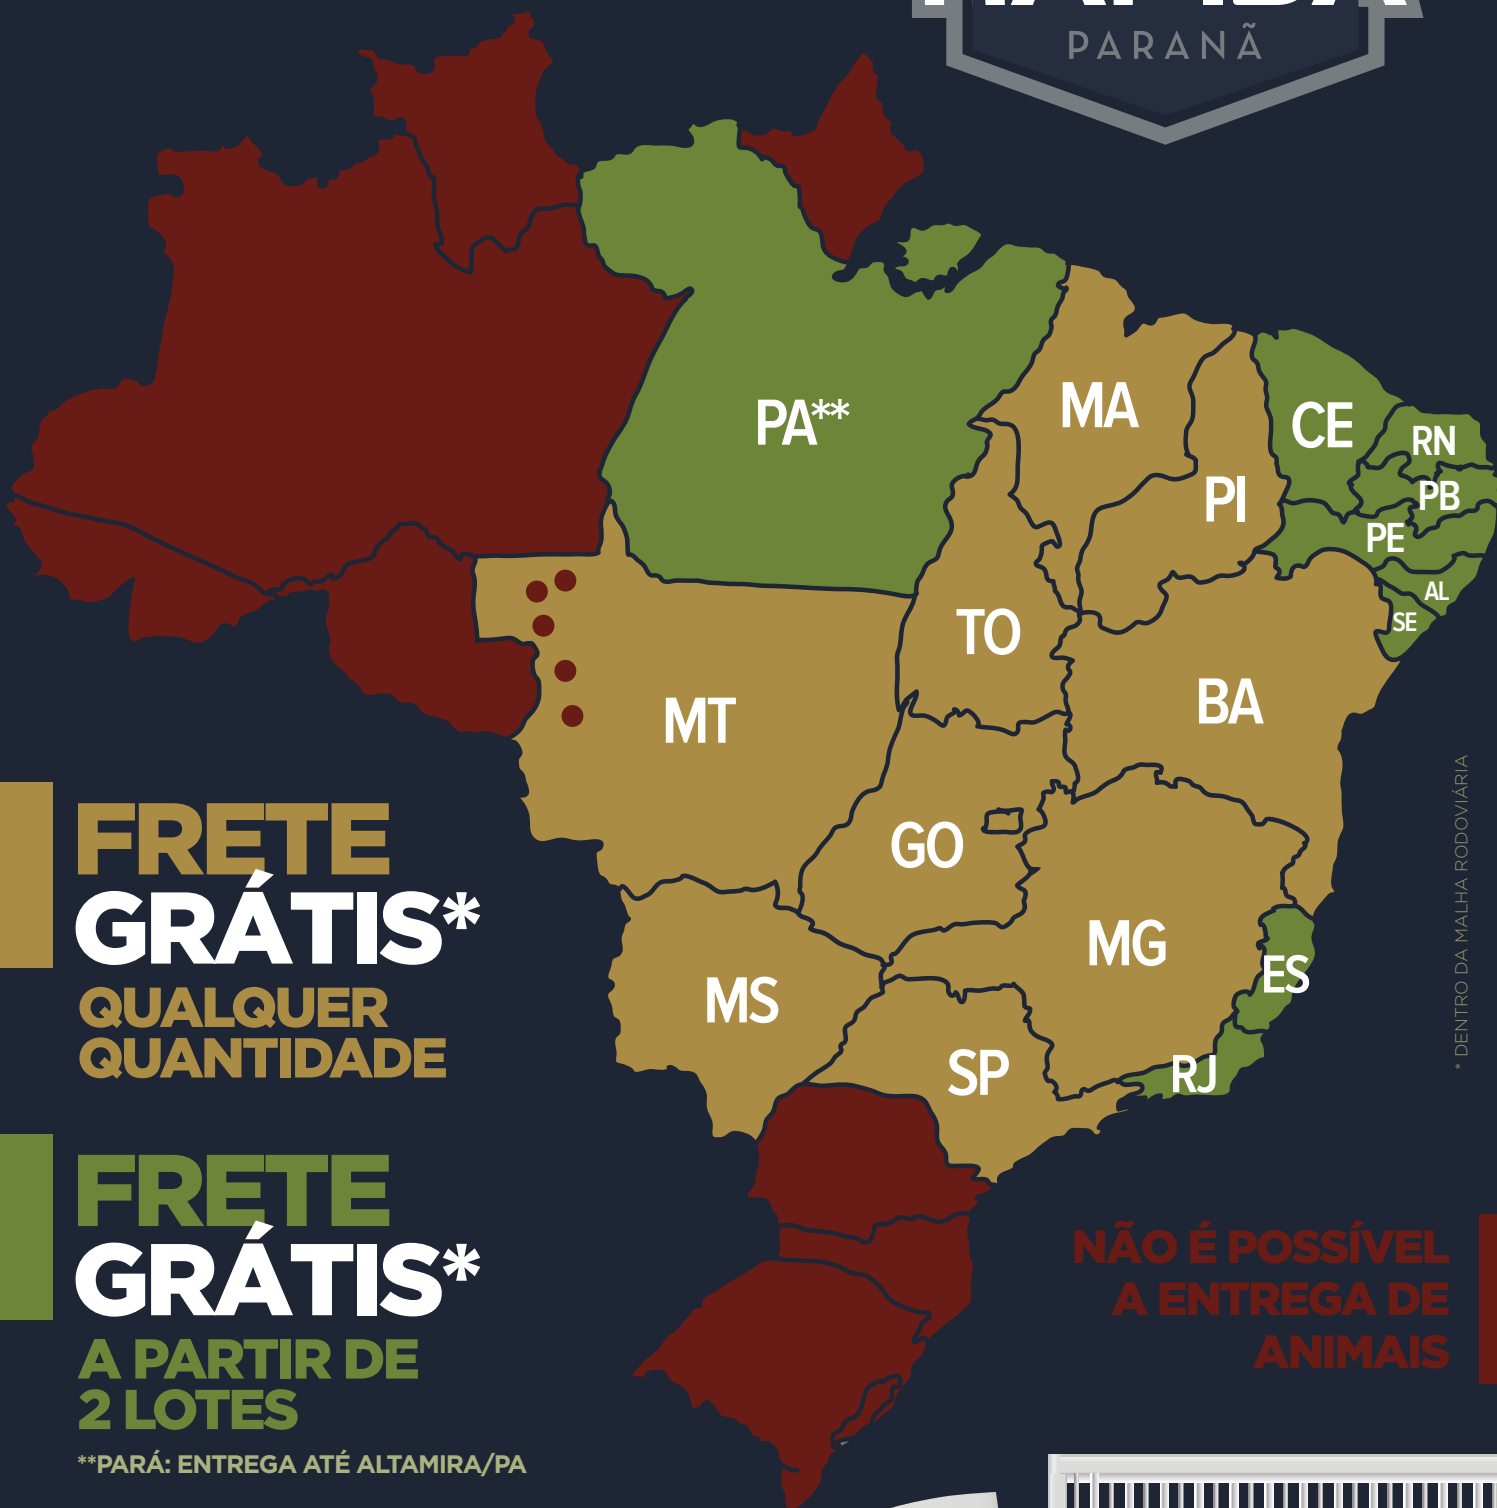 PARANÃ
PA**
MA
CE
RN
PI
PB
PE
AL
SE
TO
MT
BA
GO
MG
ES
MS
SP
RJ
FRETE
GRÁTIS*
QUALQUER
QUANTIDADE
FRETE
GRÁTIS*
A PARTIR DE
2 LOTES
**PARÁ: ENTREGA ATÉ ALTAMIRA/PA
* DENTRO DA MALHA RODOVIÁRIA
NÃO É POSSÍVEL
A ENTREGA DE
ANIMAIS